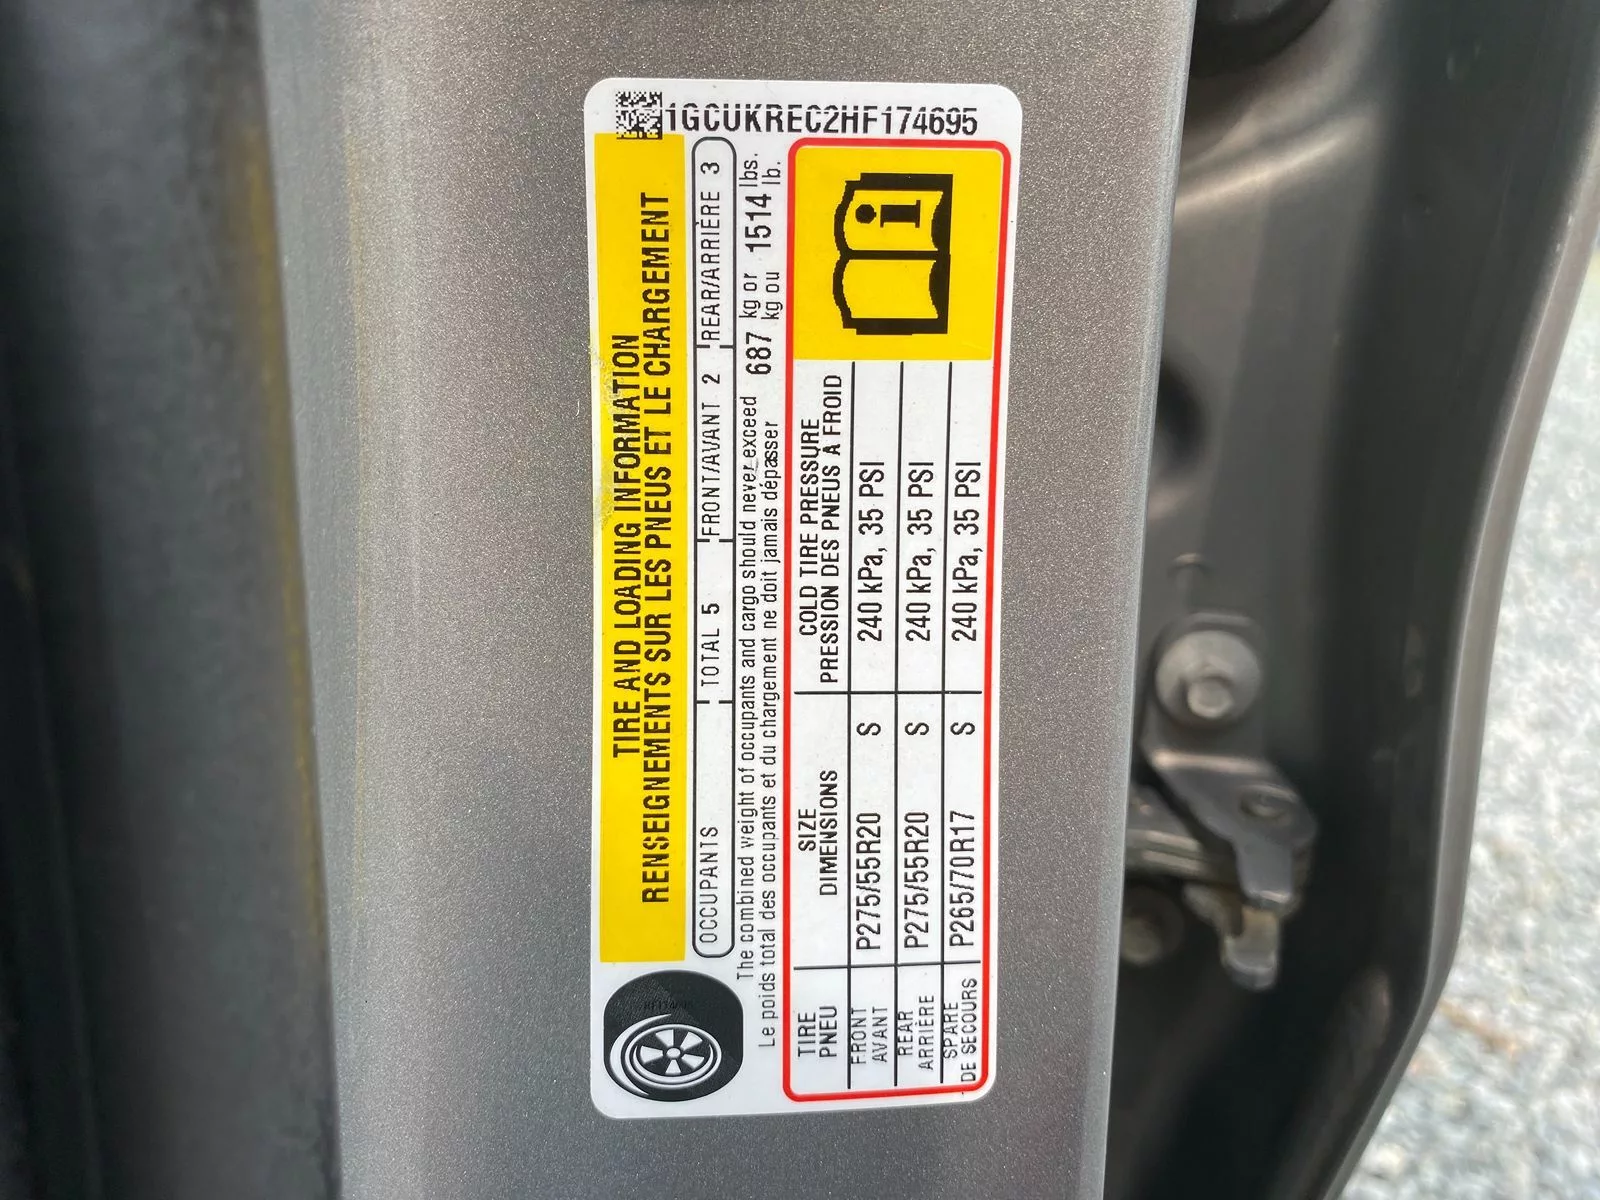 1GCUKREC2HF174695
TIRE AND LOADING INFORMATION
RENSEIGNEMENTS SUR LES PNEUS ET LE CHARGEMENT
OCCUPANTS TOTAL 5 FRONT/AVANT 2 REAR/ARRIÈRE 3
The combined weight of occupants and cargo should never exceed 687 kg or 1514 lbs.
Le poids total des occupants et du chargement ne doit jamais dépasser kg ou lb.
TIRE SIZE COLD TIRE PRESSURE
PNEU DIMENSIONS PRESSION DES PNEUS À FROID
FRONT P275/55R20 S 240 kPa, 35 PSI
AVANT
REAR P275/55R20 S 240 kPa, 35 PSI
ARRIÈRE
SPARE P265/70R17 S 240 kPa, 35 PSI
DE SECOURS
i